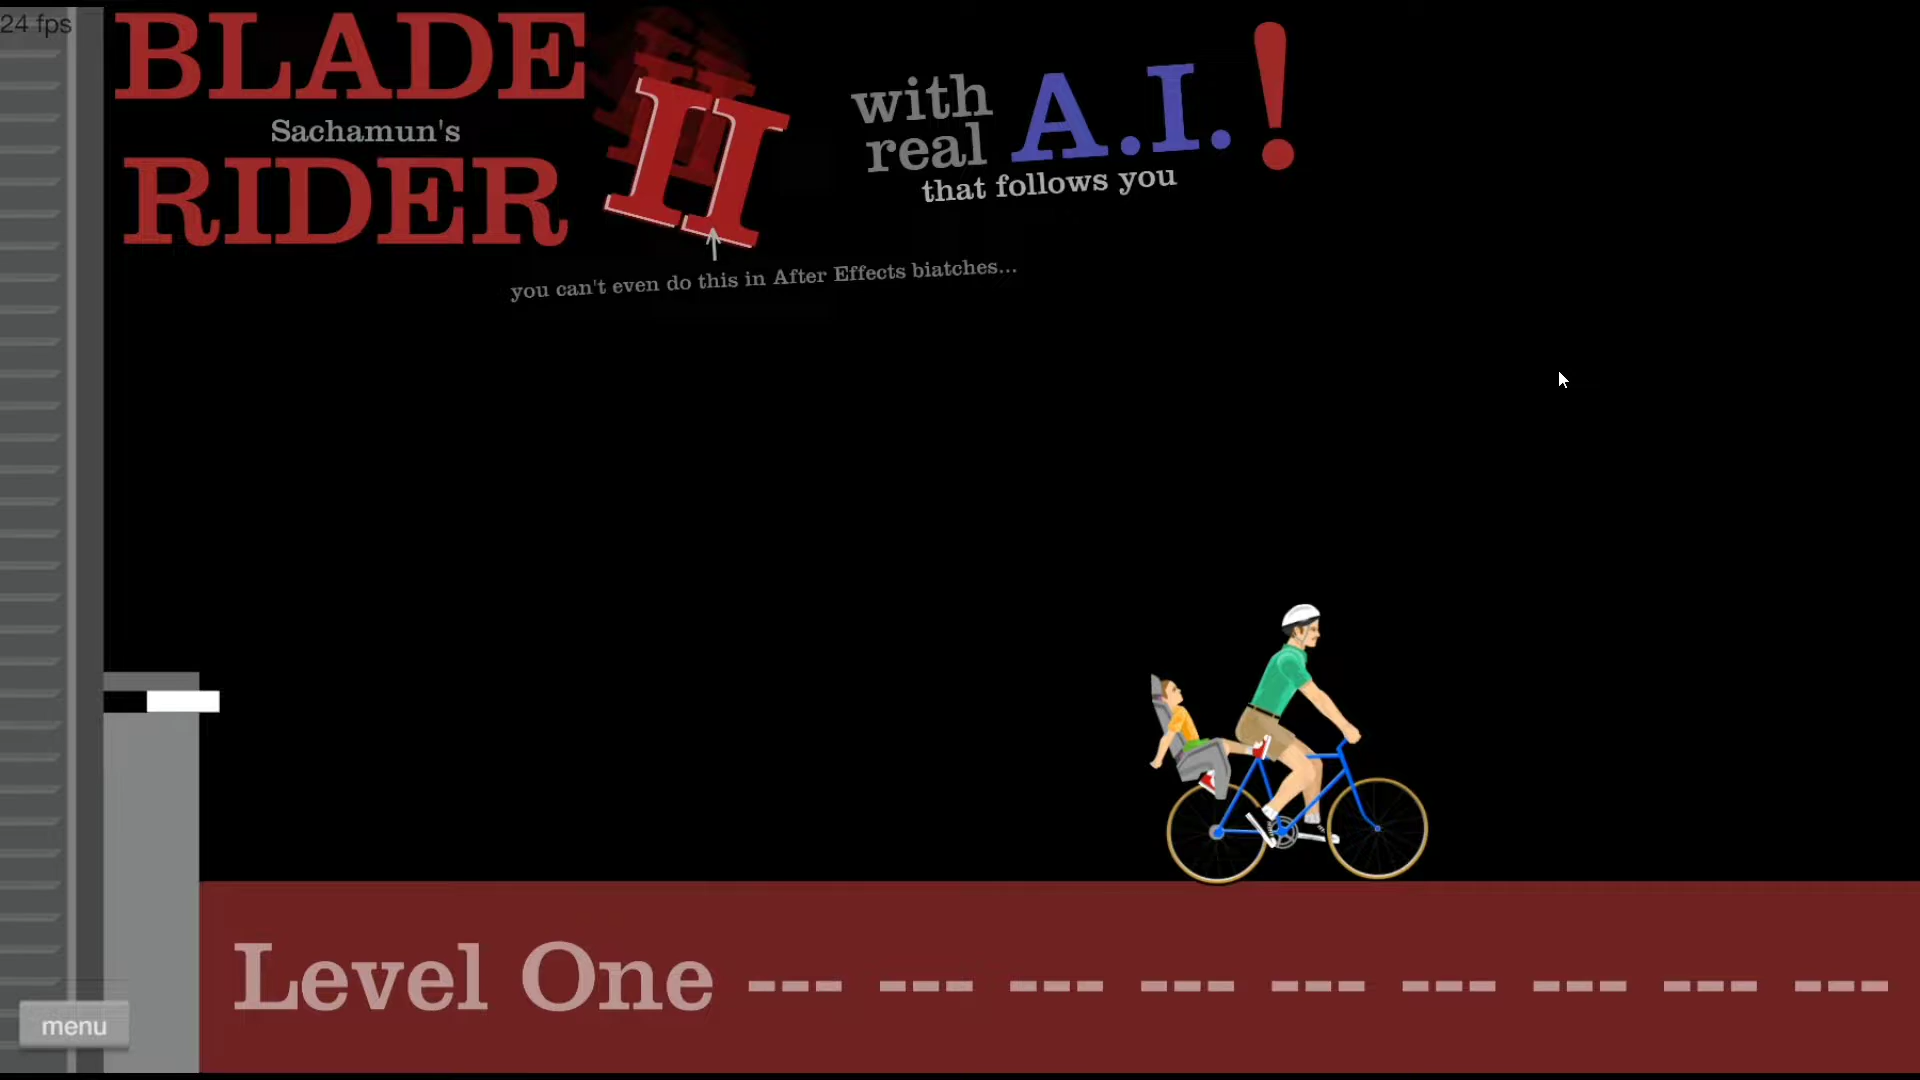 24 fps
BLADE
Sachamun's
RIDER
II
with
real
A.I.!
that follows you
you can't even do this in After Effects biatches...
Level One --- --- --- --- --- --- --- --- ---
menu